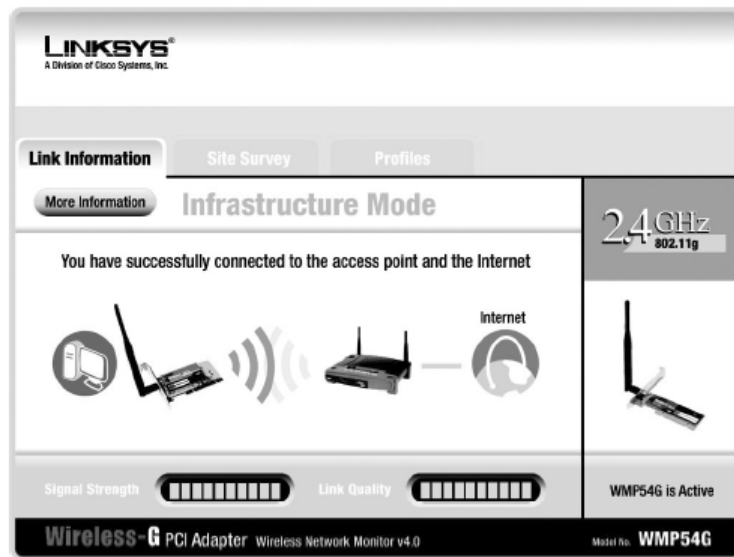 LINKSYS®
A Division of Cisco Systems, Inc.
Link Information
Site Survey
Profiles
More Information
Infrastructure Mode
2.4 GHz
802.11g
You have successfully connected to the access point and the Internet
Internet
Signal Strength
Link Quality
WMP54G is Active
Wireless-G PCI Adapter Wireless Network Monitor v4.0
Model No. WMP54G